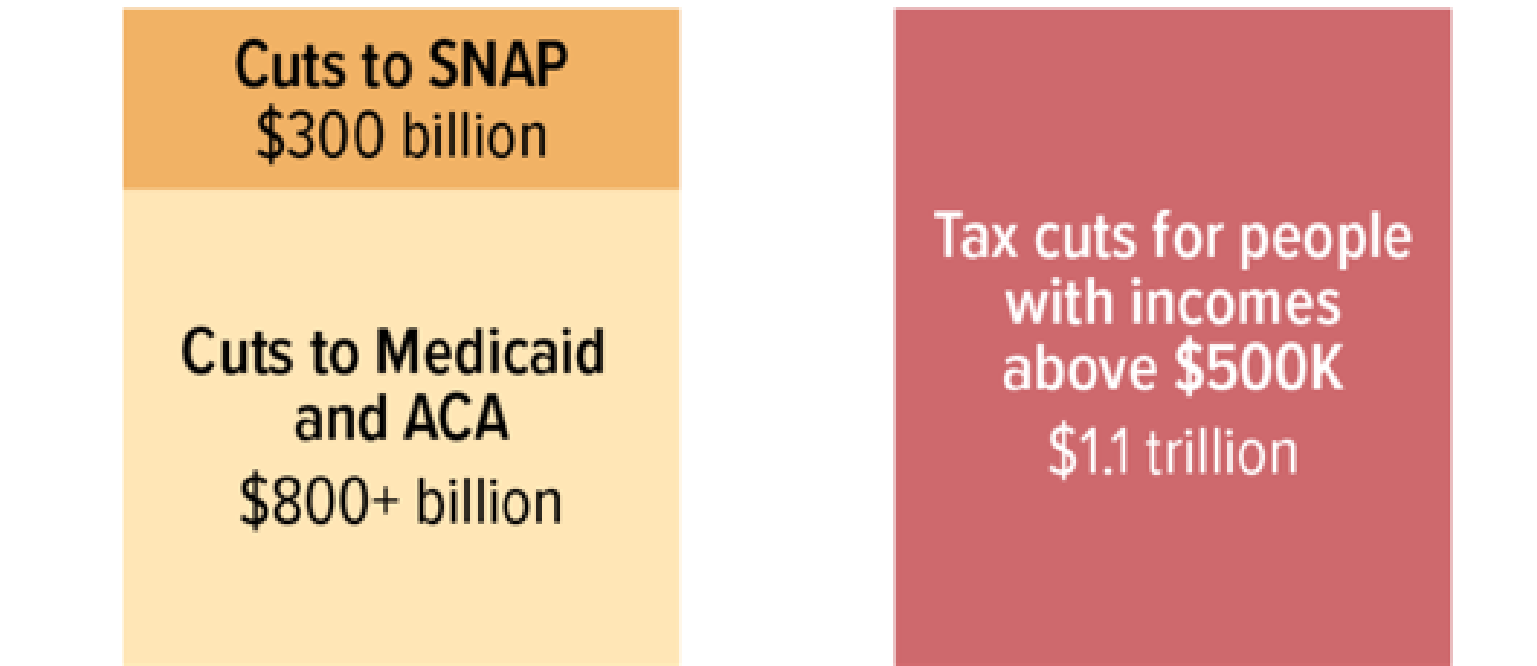 Cuts to SNAP
$300 billion
Cuts to Medicaid
and ACA
$800+ billion
Tax cuts for people
with incomes
above $500K
$1.1 trillion